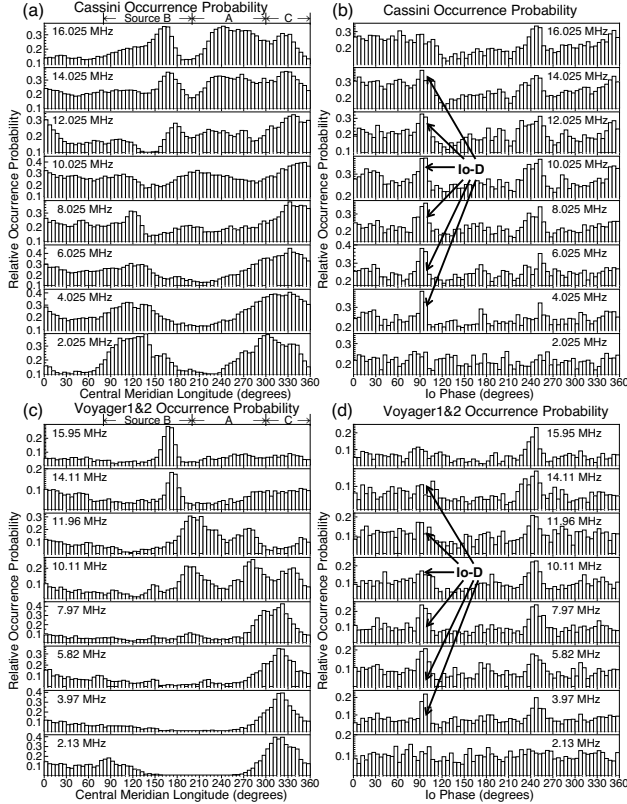 (a) Cassini Occurrence Probability
Source B A C
16.025 MHz
14.025 MHz
12.025 MHz
10.025 MHz
8.025 MHz
6.025 MHz
4.025 MHz
2.025 MHz
Relative Occurrence Probability
0 30 60 90 120 150 180 210 240 270 300 330 360
Central Meridian Longitude (degrees)
(b) Cassini Occurrence Probability
16.025 MHz
14.025 MHz
12.025 MHz
10.025 MHz
Io-D
8.025 MHz
6.025 MHz
4.025 MHz
2.025 MHz
Relative Occurrence Probability
0 30 60 90 120 150 180 210 240 270 300 330 360
Io Phase (degrees)
(c) Voyager1&2 Occurrence Probability
Source B A C
15.95 MHz
14.11 MHz
11.96 MHz
10.11 MHz
7.97 MHz
5.82 MHz
3.97 MHz
2.13 MHz
Relative Occurrence Probability
0 30 60 90 120 150 180 210 240 270 300 330 360
Central Meridian Longitude (degrees)
(d) Voyager1&2 Occurrence Probability
15.95 MHz
14.11 MHz
11.96 MHz
10.11 MHz
Io-D
7.97 MHz
5.82 MHz
3.97 MHz
2.13 MHz
Relative Occurrence Probability
0 30 60 90 120 150 180 210 240 270 300 330 360
Io Phase (degrees)